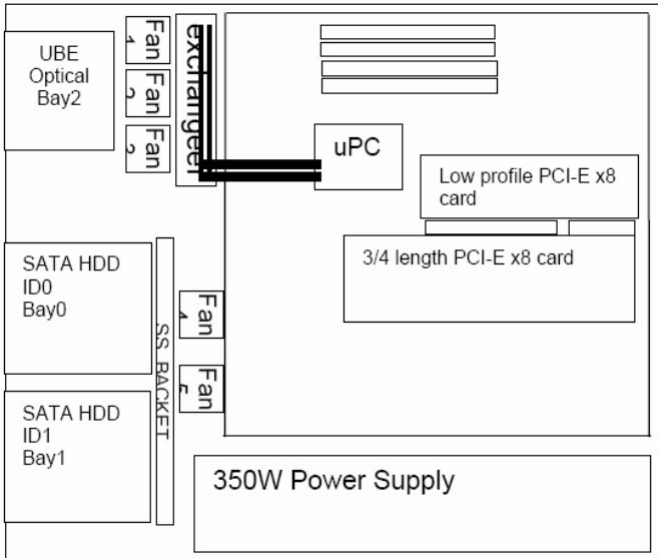 UBE
Optical
Bay2
Fan
Fan
Fan
uPC
Low profile PCI-E x8
card
3/4 length PCI-E x8 card
SATA HDD
ID0
Bay0
Fan
SATA HDD
ID1
Bay1
Fan
350W Power Supply